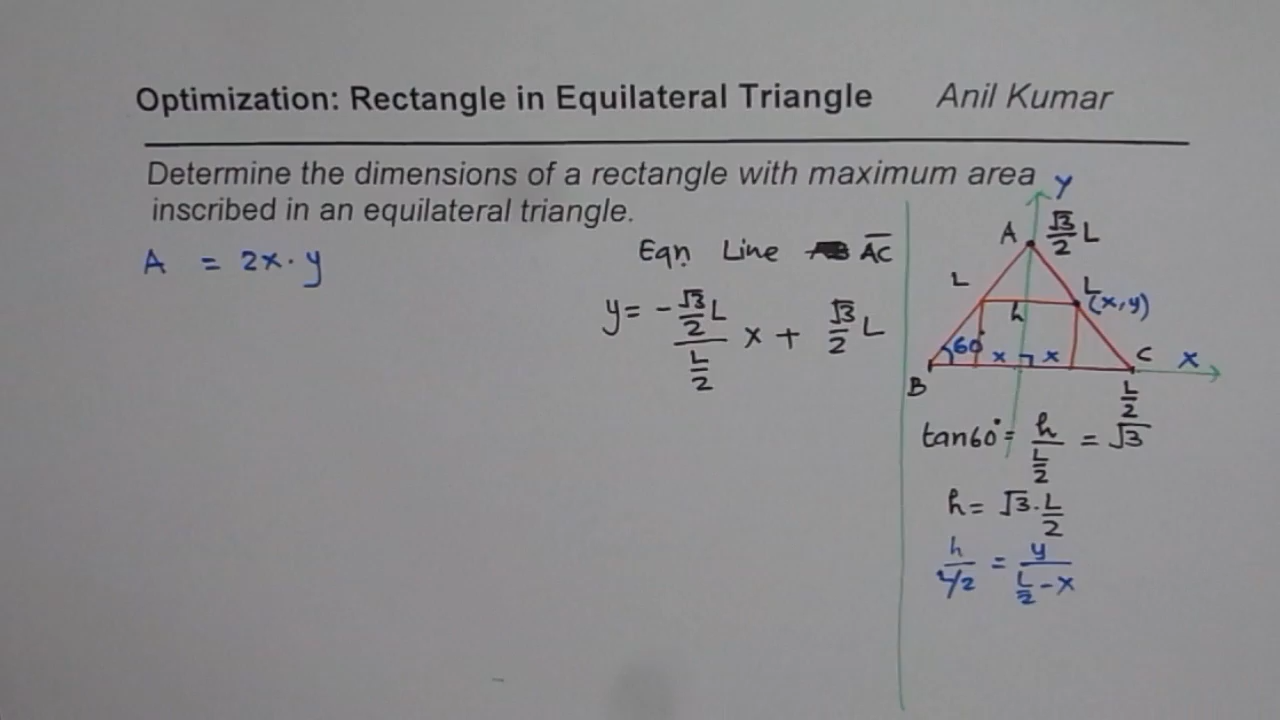 Optimization: Rectangle in Equilateral Triangle Anil Kumar
Determine the dimensions of a rectangle with maximum area
inscribed in an equilateral triangle.
A = 2x · y
Eqn Line AC
y = - (√3/2 L)/(L/2) x + √3/2 L
Y
A √3/2 L
L L
(x, y)
h
60° x x
B C x
L/2
tan60° = h/(L/2) = √3
h = √3 · L/2
h/(L/2) = y/(L/2 - x)